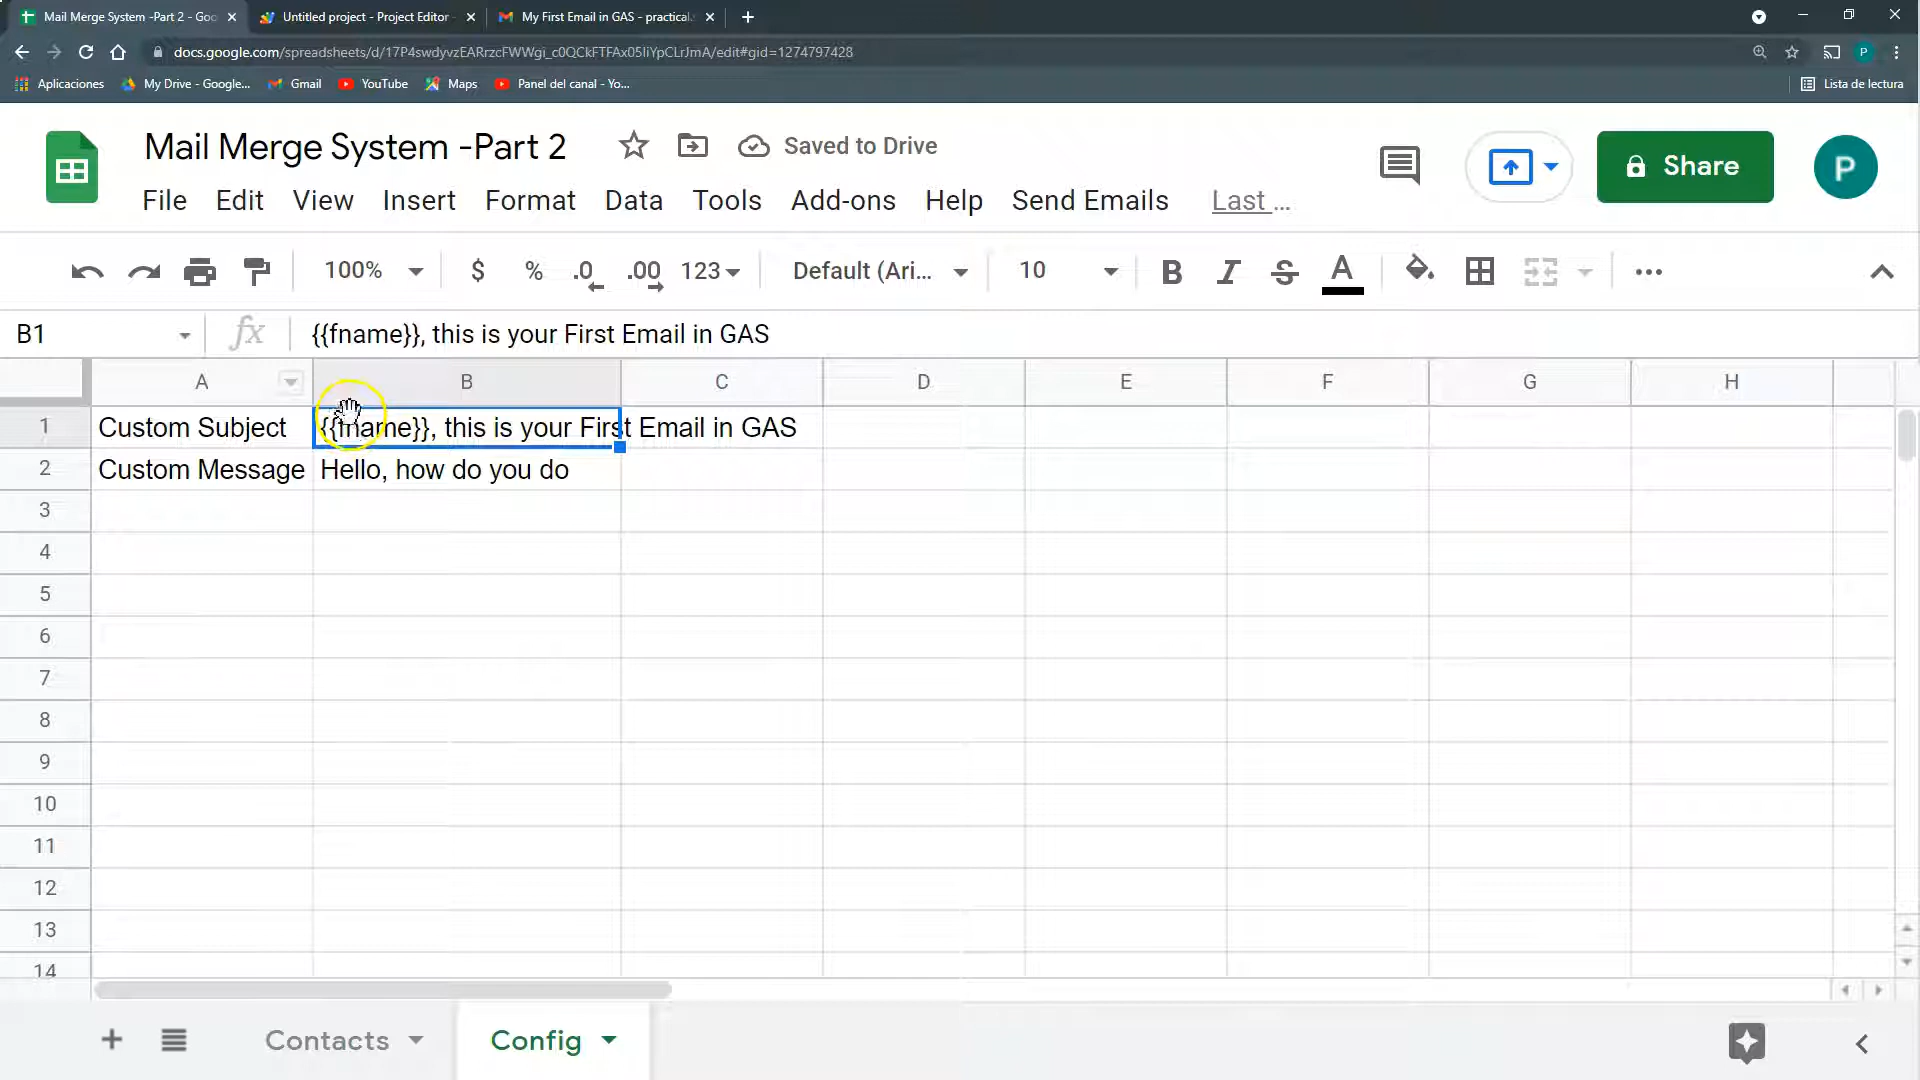 Mail Merge System -Part 2 - Goo
Untitled project - Project Editor -
My First Email in GAS - practical.
docs.google.com/spreadsheets/d/17P4swdyvzEARrzcFWWgi_c0QCkFTFAx05IiYpCLrJmA/edit#gid=1274797428
P
Aplicaciones
My Drive - Google...
Gmail
YouTube
Maps
Panel del canal - Yo...
Lista de lectura
Mail Merge System -Part 2
Saved to Drive
Share
P
File Edit View Insert Format Data Tools Add-ons Help Send Emails Last ...
100% $ % .0 .00 123 Default (Ari... 10 B I S A
B1 fx {{fname}}, this is your First Email in GAS
A B C D E F G H
1 Custom Subject {{fname}}, this is your First Email in GAS
2 Custom Message Hello, how do you do
3
4
5
6
7
8
9
10
11
12
13
14
Contacts Config